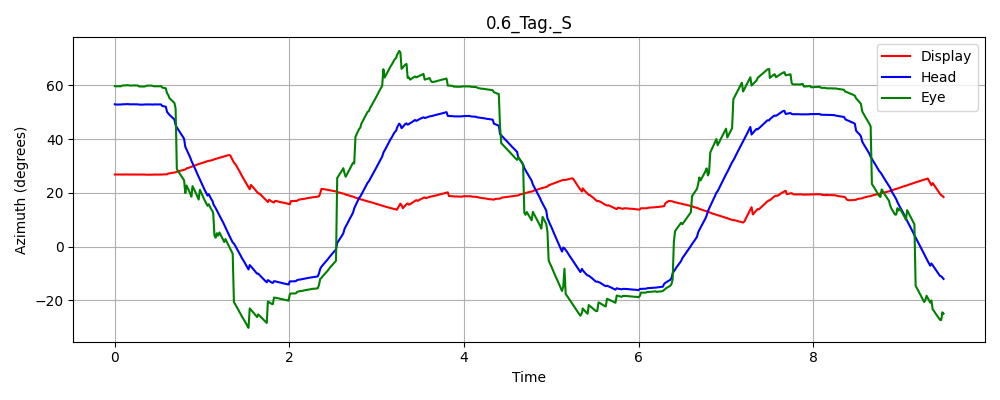 0.6_Tag._S
Display
Head
Eye
Azimuth (degrees)
60
40
20
0
−20
0 2 4 6 8
Time